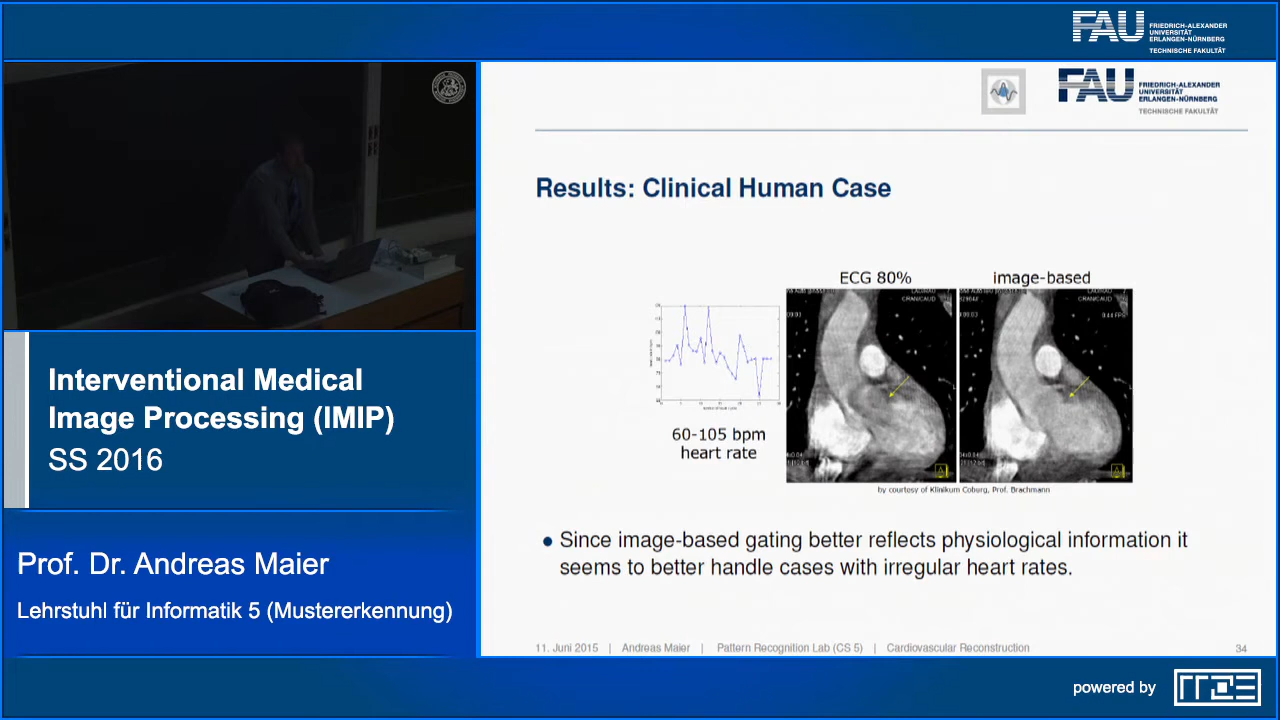 FAU
FRIEDRICH-ALEXANDER
UNIVERSITÄT
ERLANGEN-NÜRNBERG
TECHNISCHE FAKULTÄT
FAU
FRIEDRICH-ALEXANDER
UNIVERSITÄT
ERLANGEN-NÜRNBERG
TECHNISCHE FAKULTÄT
Results: Clinical Human Case
ECG 80%
image-based
CRAN/CAUD
CRAN/CAUD
60-105 bpm
heart rate
by courtesy of Klinikum Coburg, Prof. Brachmann
• Since image-based gating better reflects physiological information it
seems to better handle cases with irregular heart rates.
11. Juni 2015 | Andreas Maier | Pattern Recognition Lab (CS 5) | Cardiovascular Reconstruction 34
Interventional Medical
Image Processing (IMIP)
SS 2016
Prof. Dr. Andreas Maier
Lehrstuhl für Informatik 5 (Mustererkennung)
powered by